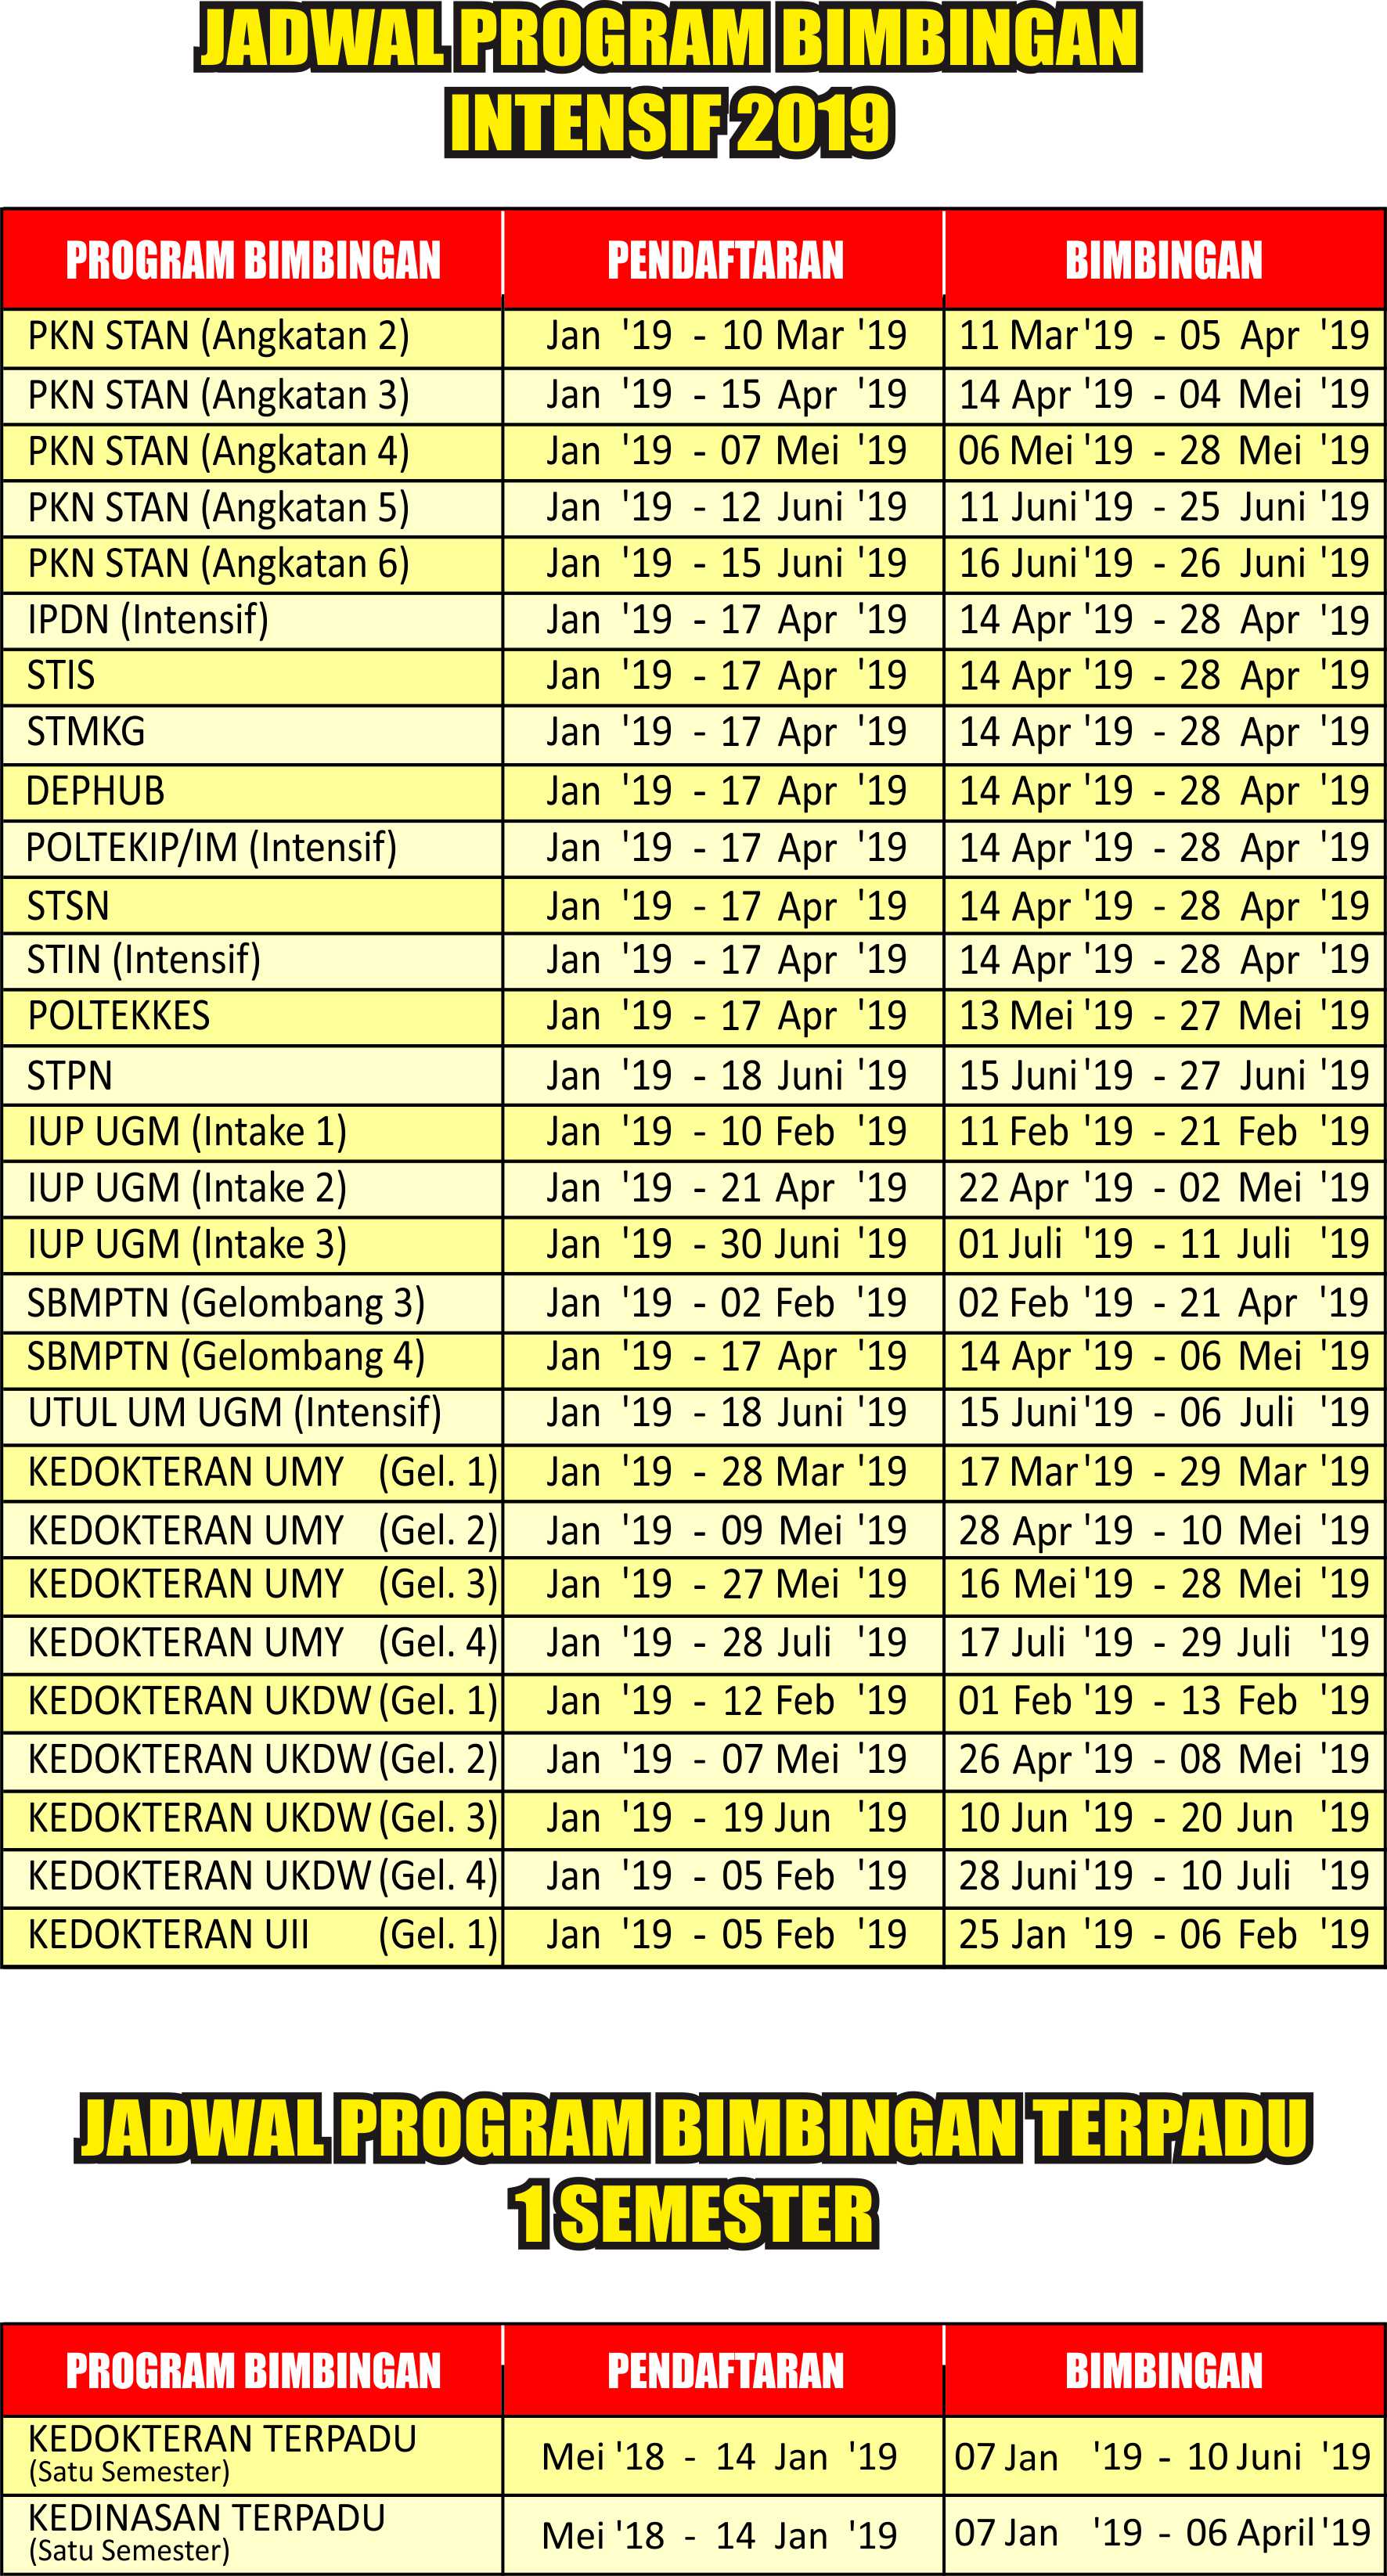 JADWAL PROGRAM BIMBINGAN
INTENSIF 2019
PROGRAM BIMBINGAN PENDAFTARAN BIMBINGAN
PKN STAN (Angkatan 2) Jan '19 - 10 Mar '19 11 Mar '19 - 05 Apr '19
PKN STAN (Angkatan 3) Jan '19 - 15 Apr '19 14 Apr '19 - 04 Mei '19
PKN STAN (Angkatan 4) Jan '19 - 07 Mei '19 06 Mei '19 - 28 Mei '19
PKN STAN (Angkatan 5) Jan '19 - 12 Juni '19 11 Juni '19 - 25 Juni '19
PKN STAN (Angkatan 6) Jan '19 - 15 Juni '19 16 Juni '19 - 26 Juni '19
IPDN (Intensif) Jan '19 - 17 Apr '19 14 Apr '19 - 28 Apr '19
STIS Jan '19 - 17 Apr '19 14 Apr '19 - 28 Apr '19
STMKG Jan '19 - 17 Apr '19 14 Apr '19 - 28 Apr '19
DEPHUB Jan '19 - 17 Apr '19 14 Apr '19 - 28 Apr '19
POLTEKIP/IM (Intensif) Jan '19 - 17 Apr '19 14 Apr '19 - 28 Apr '19
STSN Jan '19 - 17 Apr '19 14 Apr '19 - 28 Apr '19
STIN (Intensif) Jan '19 - 17 Apr '19 14 Apr '19 - 28 Apr '19
POLTEKKES Jan '19 - 17 Apr '19 13 Mei '19 - 27 Mei '19
STPN Jan '19 - 18 Juni '19 15 Juni '19 - 27 Juni '19
IUP UGM (Intake 1) Jan '19 - 10 Feb '19 11 Feb '19 - 21 Feb '19
IUP UGM (Intake 2) Jan '19 - 21 Apr '19 22 Apr '19 - 02 Mei '19
IUP UGM (Intake 3) Jan '19 - 30 Juni '19 01 Juli '19 - 11 Juli '19
SBMPTN (Gelombang 3) Jan '19 - 02 Feb '19 02 Feb '19 - 21 Apr '19
SBMPTN (Gelombang 4) Jan '19 - 17 Apr '19 14 Apr '19 - 06 Mei '19
UTUL UM UGM (Intensif) Jan '19 - 18 Juni '19 15 Juni '19 - 06 Juli '19
KEDOKTERAN UMY (Gel. 1) Jan '19 - 28 Mar '19 17 Mar '19 - 29 Mar '19
KEDOKTERAN UMY (Gel. 2) Jan '19 - 09 Mei '19 28 Apr '19 - 10 Mei '19
KEDOKTERAN UMY (Gel. 3) Jan '19 - 27 Mei '19 16 Mei '19 - 28 Mei '19
KEDOKTERAN UMY (Gel. 4) Jan '19 - 28 Juli '19 17 Juli '19 - 29 Juli '19
KEDOKTERAN UKDW (Gel. 1) Jan '19 - 12 Feb '19 01 Feb '19 - 13 Feb '19
KEDOKTERAN UKDW (Gel. 2) Jan '19 - 07 Mei '19 26 Apr '19 - 08 Mei '19
KEDOKTERAN UKDW (Gel. 3) Jan '19 - 19 Jun '19 10 Jun '19 - 20 Jun '19
KEDOKTERAN UKDW (Gel. 4) Jan '19 - 05 Feb '19 28 Juni '19 - 10 Juli '19
KEDOKTERAN UII (Gel. 1) Jan '19 - 05 Feb '19 25 Jan '19 - 06 Feb '19
JADWAL PROGRAM BIMBINGAN TERPADU
1 SEMESTER
PROGRAM BIMBINGAN PENDAFTARAN BIMBINGAN
KEDOKTERAN TERPADU Mei '18 - 14 Jan '19 07 Jan '19 - 10 Juni '19
(Satu Semester)
KEDINASAN TERPADU Mei '18 - 14 Jan '19 07 Jan '19 - 06 April '19
(Satu Semester)